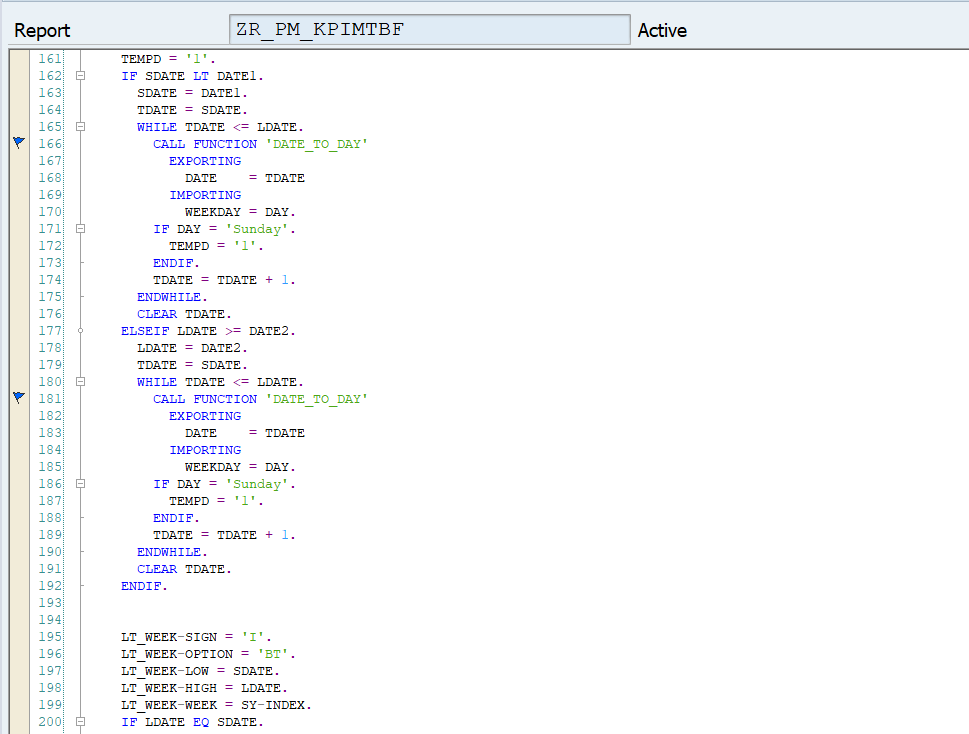 Report ZR_PM_KPIMTBF Active
161 TEMPD = '1'.
162 IF SDATE LT DATE1.
163 SDATE = DATE1.
164 TDATE = SDATE.
165 WHILE TDATE <= LDATE.
166 CALL FUNCTION 'DATE_TO_DAY'
167 EXPORTING
168 DATE = TDATE
169 IMPORTING
170 WEEKDAY = DAY.
171 IF DAY = 'Sunday'.
172 TEMPD = '1'.
173 ENDIF.
174 TDATE = TDATE + 1.
175 ENDWHILE.
176 CLEAR TDATE.
177 ELSEIF LDATE >= DATE2.
178 LDATE = DATE2.
179 TDATE = SDATE.
180 WHILE TDATE <= LDATE.
181 CALL FUNCTION 'DATE_TO_DAY'
182 EXPORTING
183 DATE = TDATE
184 IMPORTING
185 WEEKDAY = DAY.
186 IF DAY = 'Sunday'.
187 TEMPD = '1'.
188 ENDIF.
189 TDATE = TDATE + 1.
190 ENDWHILE.
191 CLEAR TDATE.
192 ENDIF.
193
194
195 LT_WEEK-SIGN = 'I'.
196 LT_WEEK-OPTION = 'BT'.
197 LT_WEEK-LOW = SDATE.
198 LT_WEEK-HIGH = LDATE.
199 LT_WEEK-WEEK = SY-INDEX.
200 IF LDATE EQ SDATE.